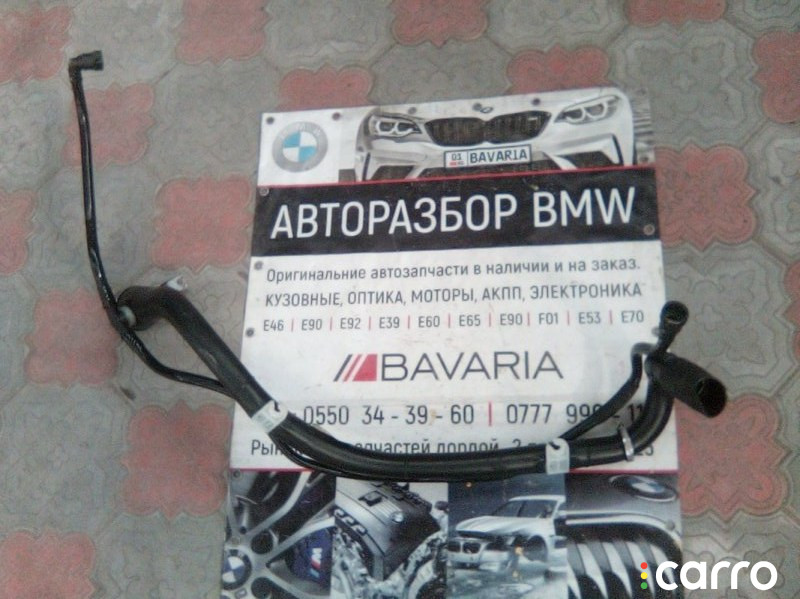 01 BAVARIA
АВТОРАЗБОР BMW
Оригинальние автозапчасти в наличии и на заказ.
КУЗОВНЫЕ, ОПТИКА, МОТОРЫ, АКПП, ЭЛЕКТРОНИКА
E46 | E90 | E92 | E39 | E60 | E65 | E90 | F01 | E53 | E70
BAVARIA
0550 34 - 39 - 60 | 0777 99
M
carro